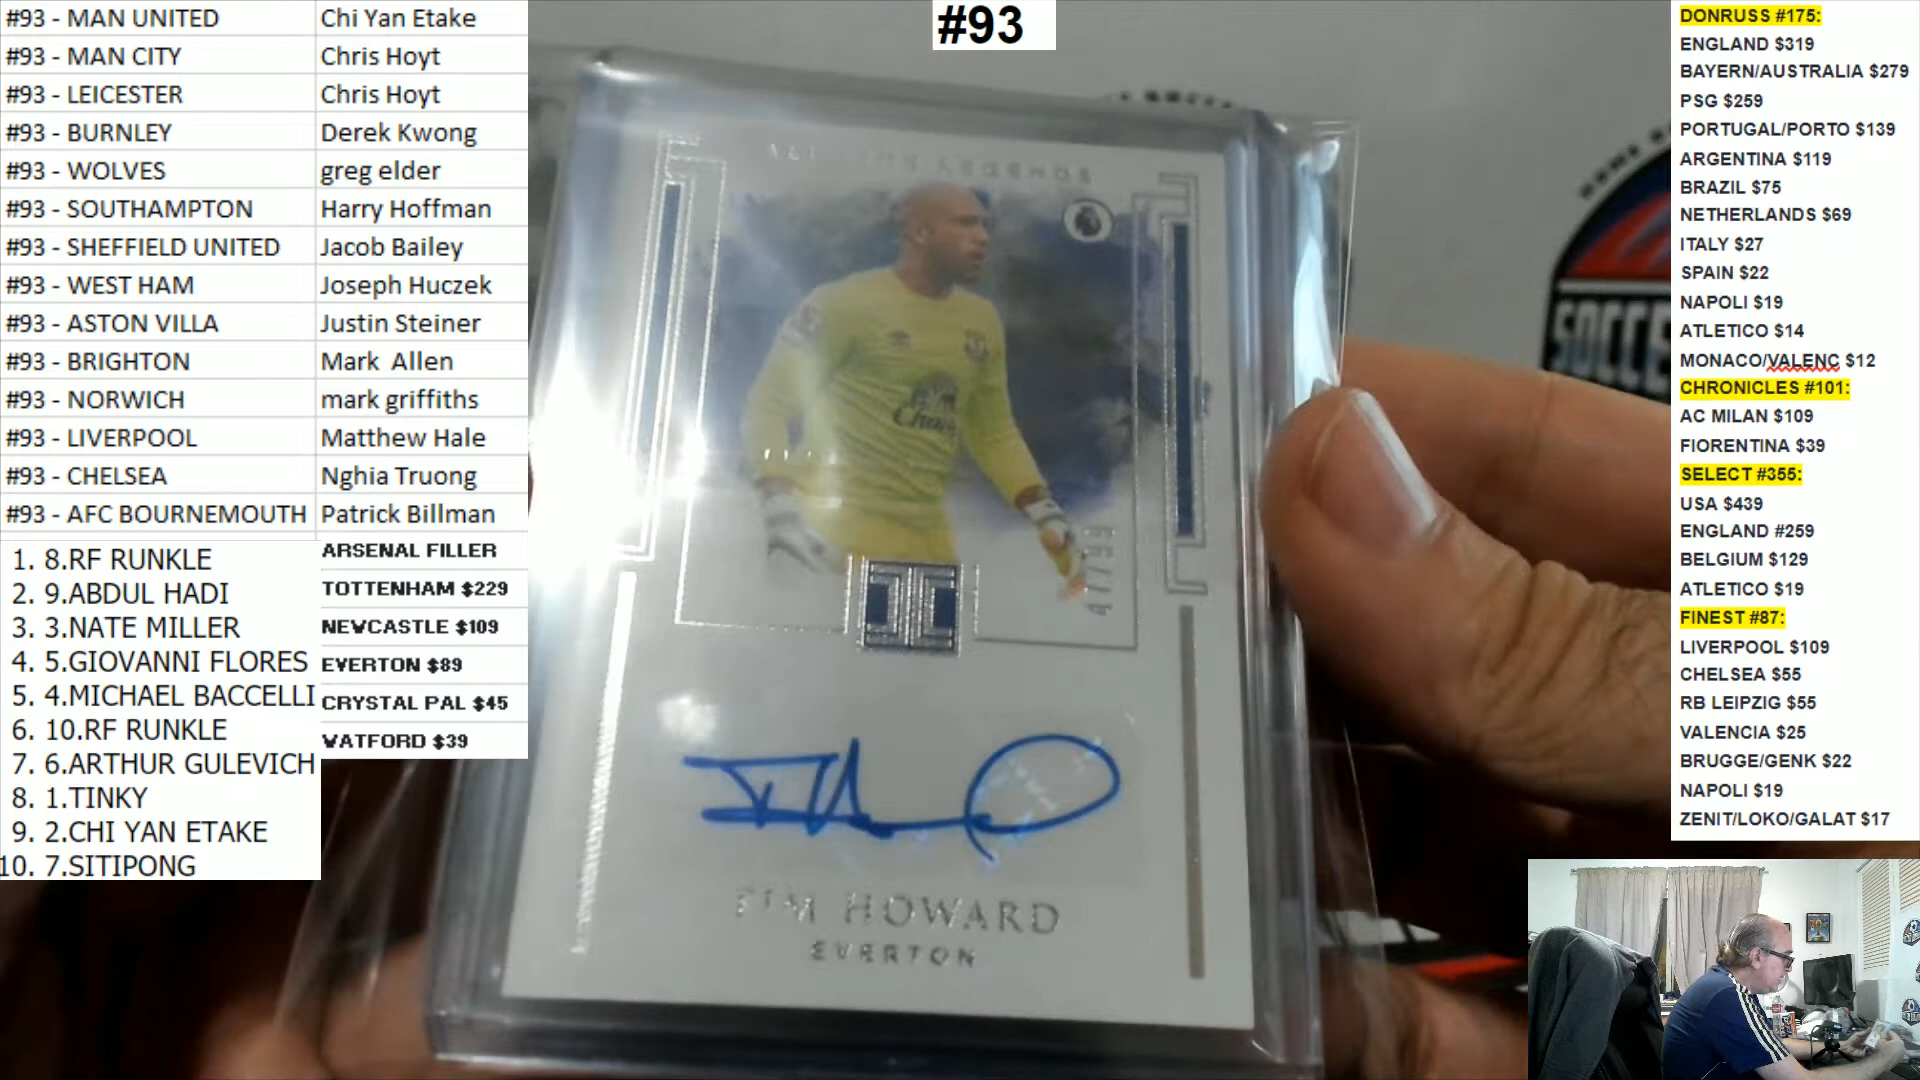 #93 - MAN UNITED Chi Yan Etake
#93 - MAN CITY Chris Hoyt
#93 - LEICESTER Chris Hoyt
#93 - BURNLEY Derek Kwong
#93 - WOLVES greg elder
#93 - SOUTHAMPTON Harry Hoffman
#93 - SHEFFIELD UNITED Jacob Bailey
#93 - WEST HAM Joseph Huczek
#93 - ASTON VILLA Justin Steiner
#93 - BRIGHTON Mark Allen
#93 - NORWICH mark griffiths
#93 - LIVERPOOL Matthew Hale
#93 - CHELSEA Nghia Truong
#93 - AFC BOURNEMOUTH Patrick Billman
1. 8.RF RUNKLE
2. 9.ABDUL HADI
3. 3.NATE MILLER
4. 5.GIOVANNI FLORES
5. 4.MICHAEL BACCELLI
6. 10.RF RUNKLE
7. 6.ARTHUR GULEVICH
8. 1.TINKY
9. 2.CHI YAN ETAKE
10. 7.SITIPONG
ARSENAL FILLER
TOTTENHAM $229
NEWCASTLE $109
EVERTON $89
CRYSTAL PAL $45
WATFORD $39
#93
LEGENDS
Chang
47/99
TIM HOWARD
EVERTON
SOCCE
DONRUSS #175:
ENGLAND $319
BAYERN/AUSTRALIA $279
PSG $259
PORTUGAL/PORTO $139
ARGENTINA $119
BRAZIL $75
NETHERLANDS $69
ITALY $27
SPAIN $22
NAPOLI $19
ATLETICO $14
MONACO/VALENC $12
CHRONICLES #101:
AC MILAN $109
FIORENTINA $39
SELECT #355:
USA $439
ENGLAND #259
BELGIUM $129
ATLETICO $19
FINEST #87:
LIVERPOOL $109
CHELSEA $55
RB LEIPZIG $55
VALENCIA $25
BRUGGE/GENK $22
NAPOLI $19
ZENIT/LOKO/GALAT $17